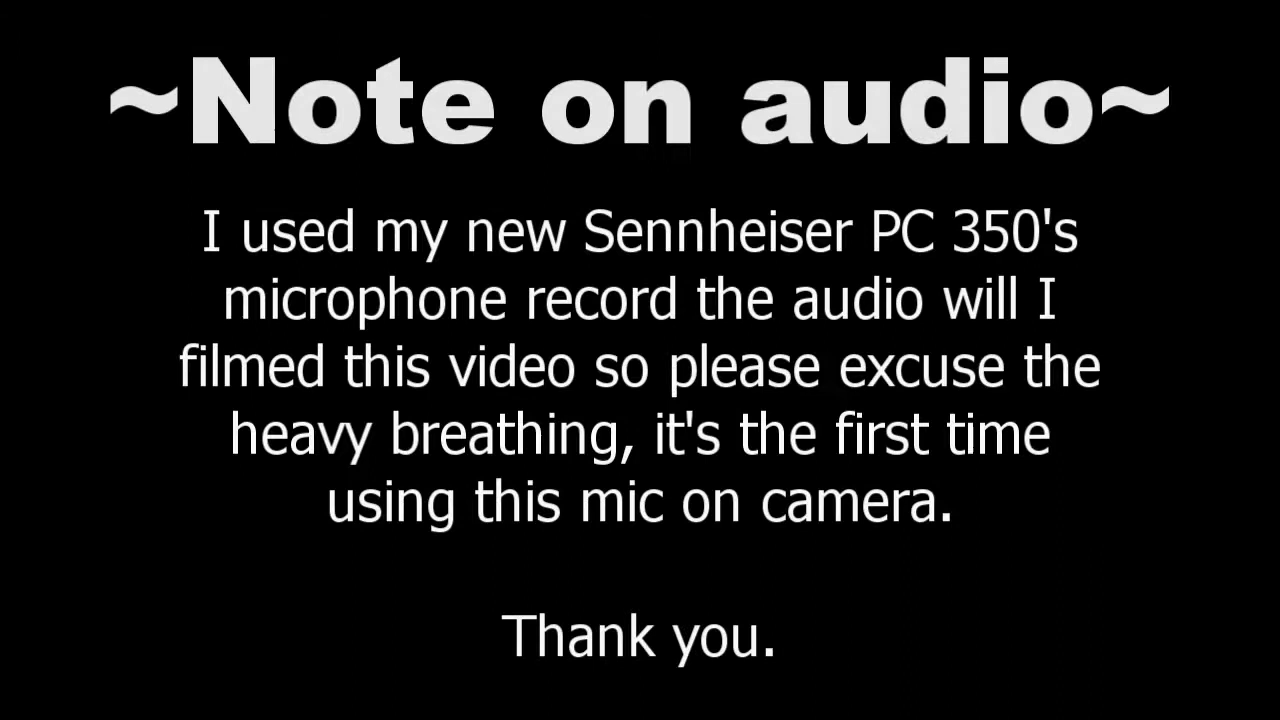 ~Note on audio~
I used my new Sennheiser PC 350's
microphone record the audio will I
filmed this video so please excuse the
heavy breathing, it's the first time
using this mic on camera.
Thank you.